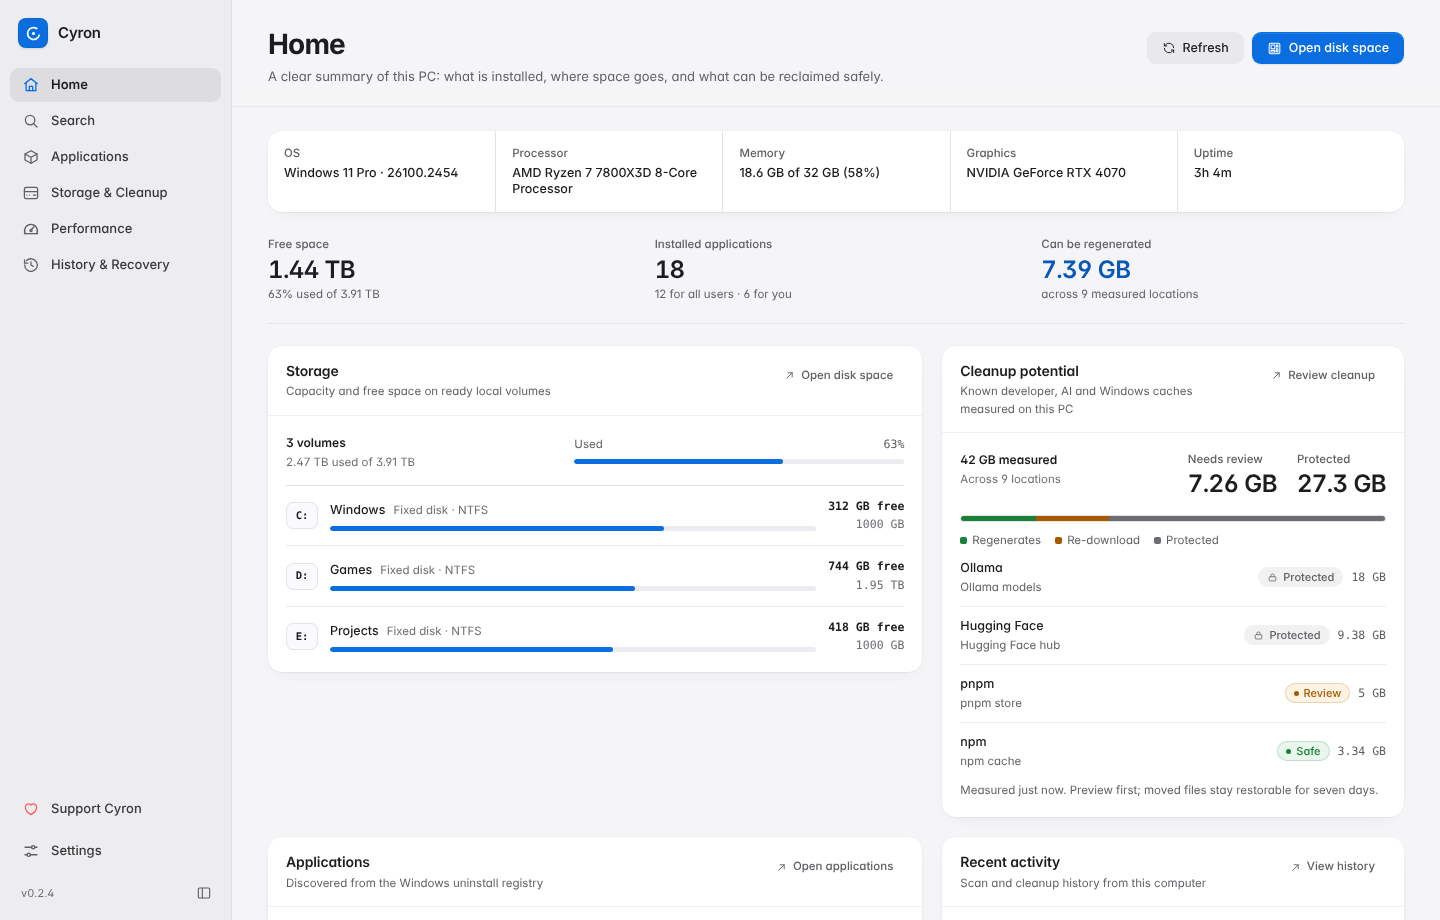 Cyron
Home
Search
Applications
Storage & Cleanup
Performance
History & Recovery
Support Cyron
Settings
v0.2.4
Home
A clear summary of this PC: what is installed, where space goes, and what can be reclaimed safely.
Refresh
Open disk space
OS
Windows 11 Pro · 26100.2454
Processor
AMD Ryzen 7 7800X3D 8-Core
Processor
Memory
18.6 GB of 32 GB (58%)
Graphics
NVIDIA GeForce RTX 4070
Uptime
3h 4m
Free space
1.44 TB
63% used of 3.91 TB
Installed applications
18
12 for all users · 6 for you
Can be regenerated
7.39 GB
across 9 measured locations
Storage
Capacity and free space on ready local volumes
Open disk space
3 volumes
2.47 TB used of 3.91 TB
Used 63%
C: Windows Fixed disk · NTFS 312 GB free
1000 GB
D: Games Fixed disk · NTFS 744 GB free
1.95 TB
E: Projects Fixed disk · NTFS 418 GB free
1000 GB
Cleanup potential
Known developer, AI and Windows caches
measured on this PC
Review cleanup
42 GB measured
Across 9 locations
Needs review
7.26 GB
Protected
27.3 GB
Regenerates Re-download Protected
Ollama
Ollama models
Protected 18 GB
Hugging Face
Hugging Face hub
Protected 9.38 GB
pnpm
pnpm store
Review 5 GB
npm
npm cache
Safe 3.34 GB
Measured just now. Preview first; moved files stay restorable for seven days.
Applications
Discovered from the Windows uninstall registry
Open applications
Recent activity
Scan and cleanup history from this computer
View history